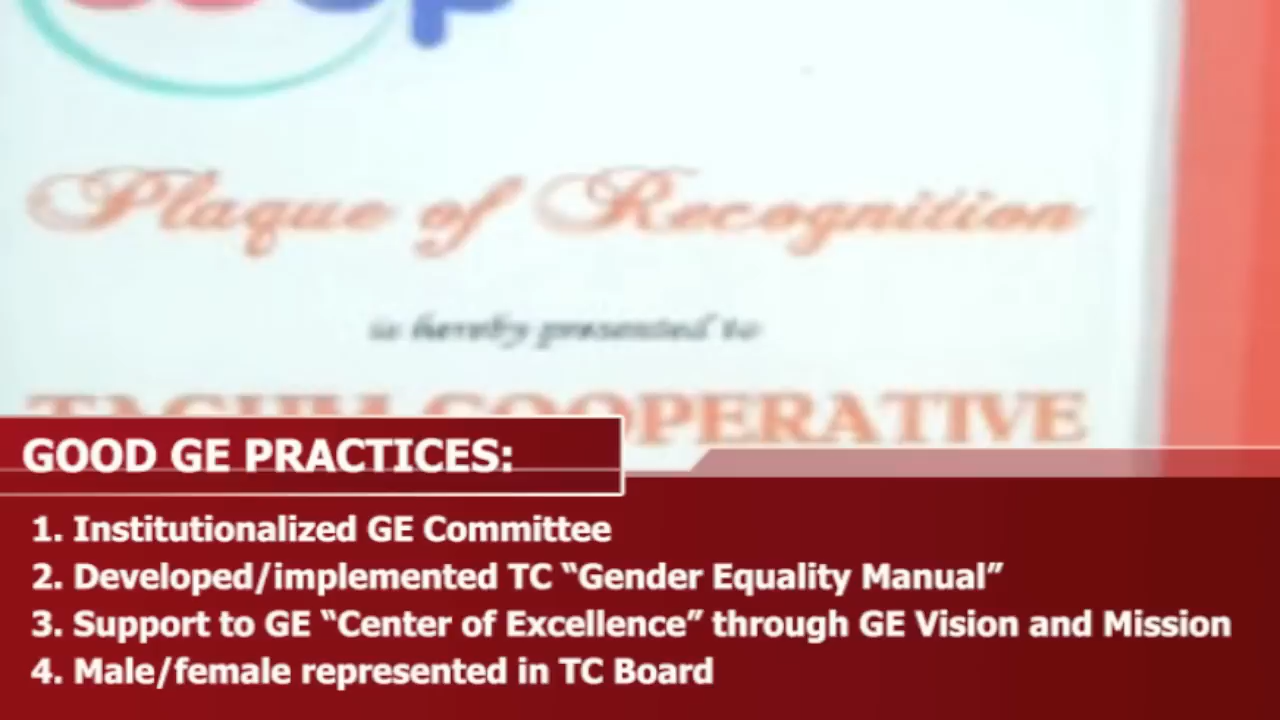 Plaque of Recognition
is hereby presented to
TAGUM COOPERATIVE
GOOD GE PRACTICES:
1. Institutionalized GE Committee
2. Developed/implemented TC “Gender Equality Manual”
3. Support to GE “Center of Excellence” through GE Vision and Mission
4. Male/female represented in TC Board